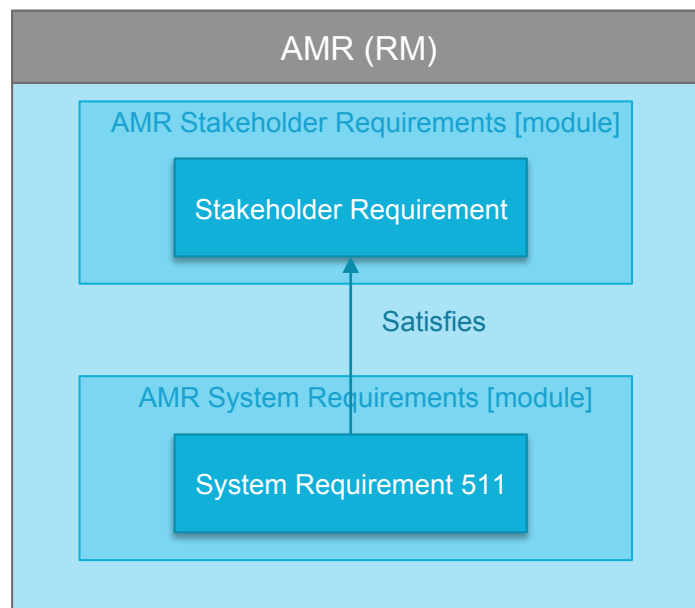 AMR (RM)
AMR Stakeholder Requirements [module]
Stakeholder Requirement
Satisfies
AMR System Requirements [module]
System Requirement 511